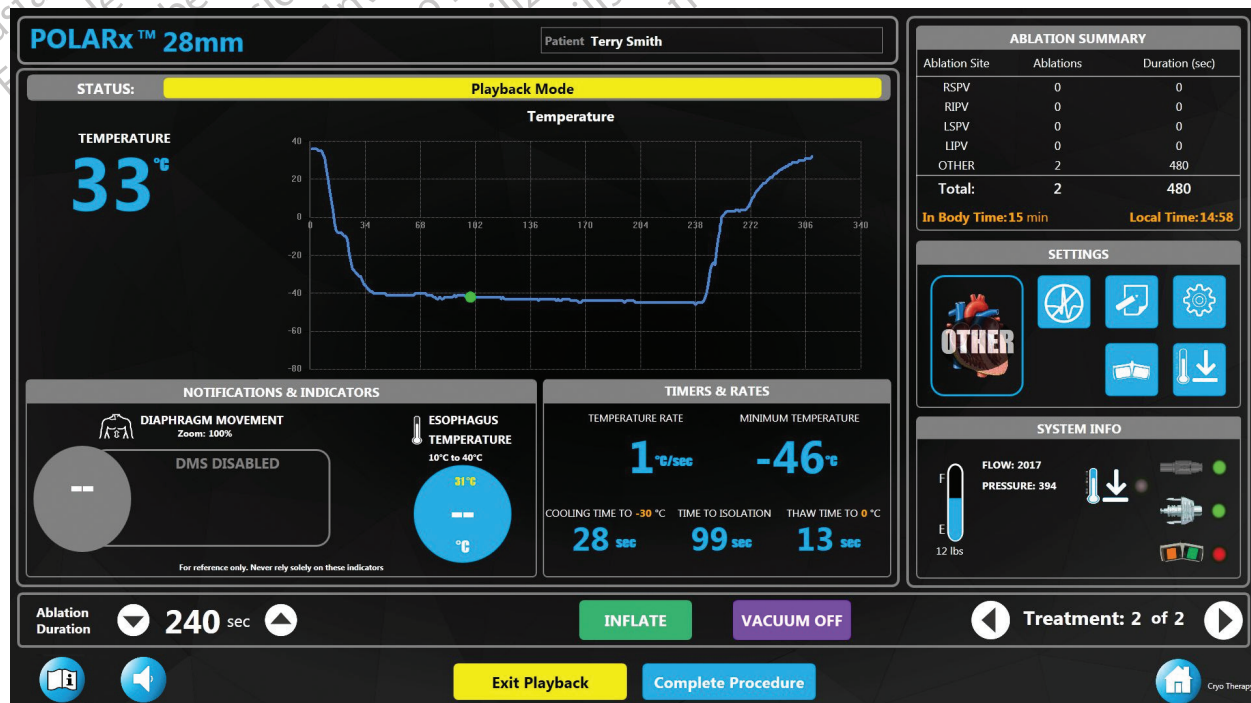 POLARx™ 28mm
Patient Terry Smith
STATUS:
Playback Mode
TEMPERATURE
33°C
Temperature
40
20
0
-20
-40
-60
-80
0 34 68 102 136 170 204 238 272 306 340
NOTIFICATIONS & INDICATORS
DIAPHRAGM MOVEMENT
Zoom: 100%
DMS DISABLED
--
ESOPHAGUS
TEMPERATURE
10°C to 40°C
31°C
--
°C
For reference only. Never rely solely on these indicators
TIMERS & RATES
TEMPERATURE RATE MINIMUM TEMPERATURE
1 °C/sec -46°C
COOLING TIME TO -30 °C TIME TO ISOLATION THAW TIME TO 0 °C
28 sec 99 sec 13 sec
ABLATION SUMMARY
Ablation Site Ablations Duration (sec)
RSPV 0 0
RIPV 0 0
LSPV 0 0
LIPV 0 0
OTHER 2 480
Total: 2 480
In Body Time:15 min Local Time:14:58
SETTINGS
OTHER
SYSTEM INFO
F
E
12 lbs
FLOW: 2017
PRESSURE: 394
Ablation
Duration
240 sec
INFLATE
VACUUM OFF
Treatment: 2 of 2
Exit Playback
Complete Procedure
Cryo Therapy